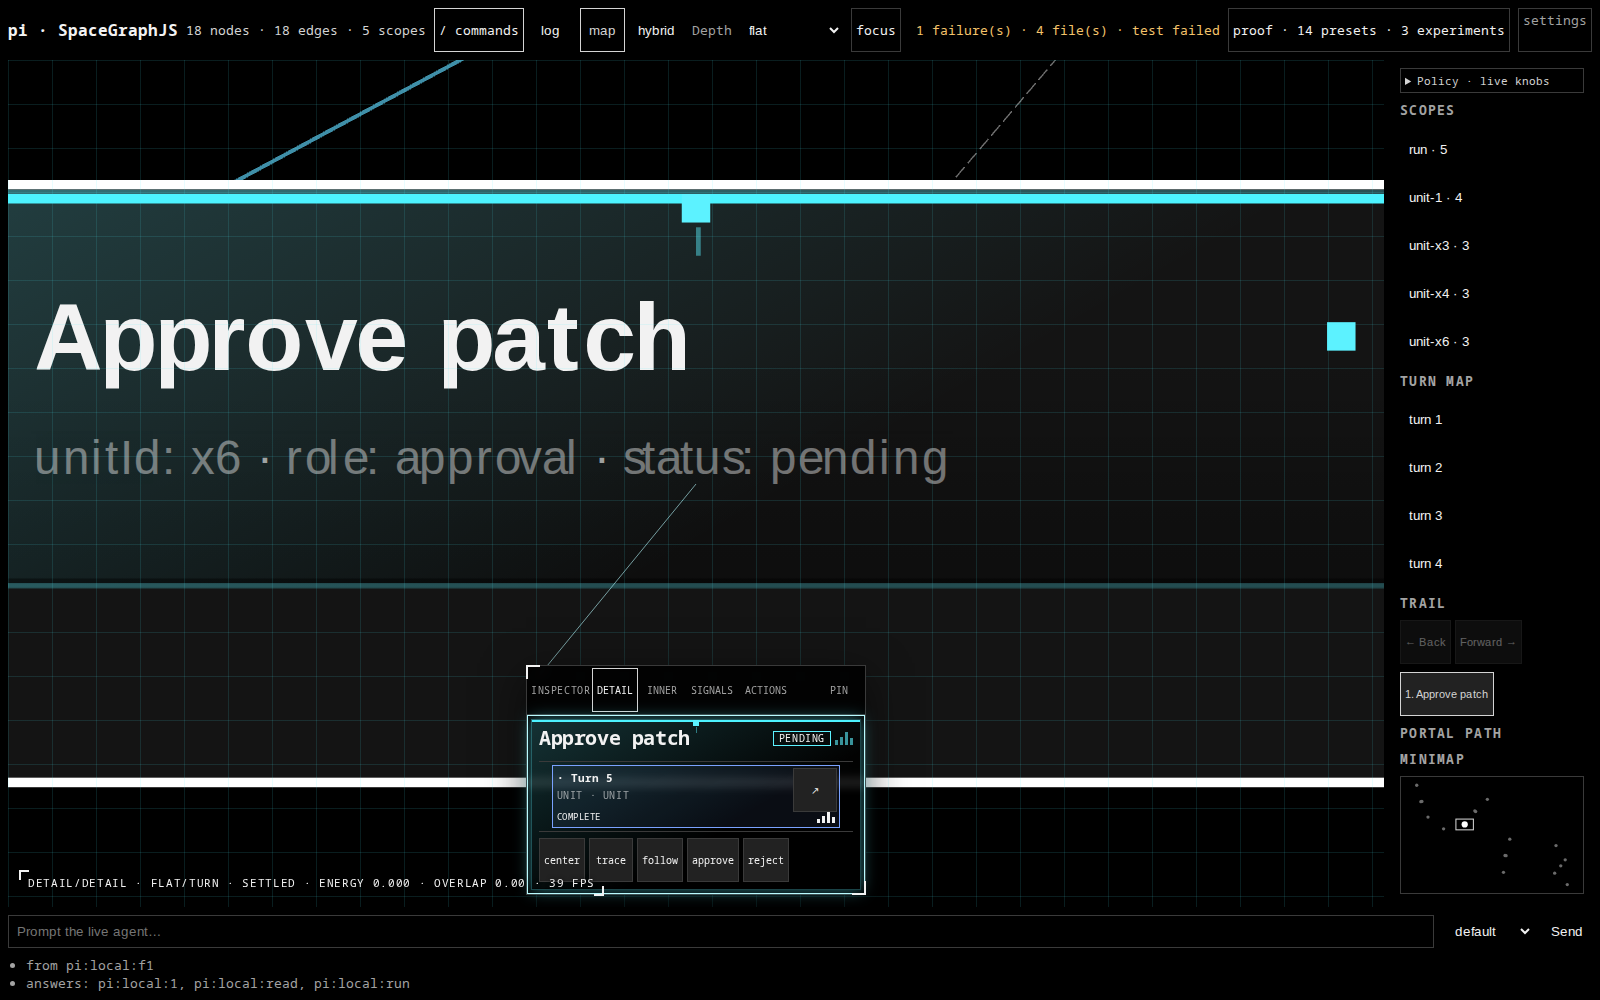 pi · SpaceGraphJS 18 nodes · 18 edges · 5 scopes / commands log map hybrid Depth flat focus 1 failure(s) · 4 file(s) · test failed proof · 14 presets · 3 experiments settings
Approve patch
unitId: x6 · role: approval · status: pending
INSPECTOR DETAIL INNER SIGNALS ACTIONS PIN
Approve patch PENDING
· Turn 5
UNIT · UNIT
COMPLETE
↗
center trace follow approve reject
DETAIL/DETAIL · FLAT/TURN · SETTLED · ENERGY 0.000 · OVERLAP 0.00 · 39 FPS
▶ Policy · live knobs
SCOPES
run · 5
unit-1 · 4
unit-x3 · 3
unit-x4 · 3
unit-x6 · 3
TURN MAP
turn 1
turn 2
turn 3
turn 4
TRAIL
← Back Forward →
1. Approve patch
PORTAL PATH
MINIMAP
Prompt the live agent… default Send
• from pi:local:f1
• answers: pi:local:1, pi:local:read, pi:local:run